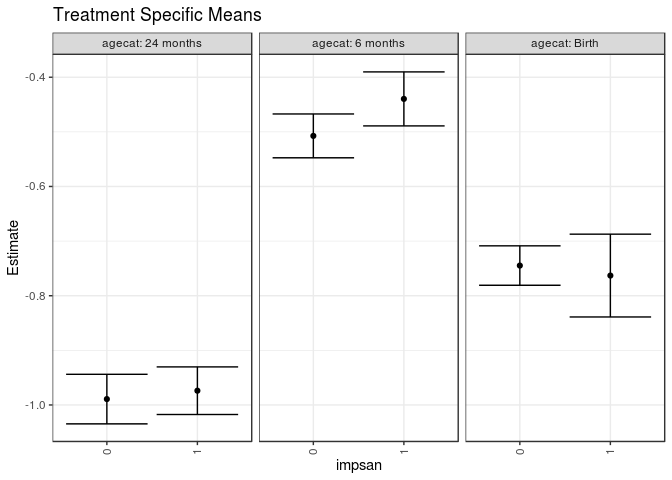 Treatment Specific Means
agecat: 24 months
agecat: 6 months
agecat: Birth
Estimate
-0.4
-0.6
-0.8
-1.0
0
1
0
1
0
1
impsan